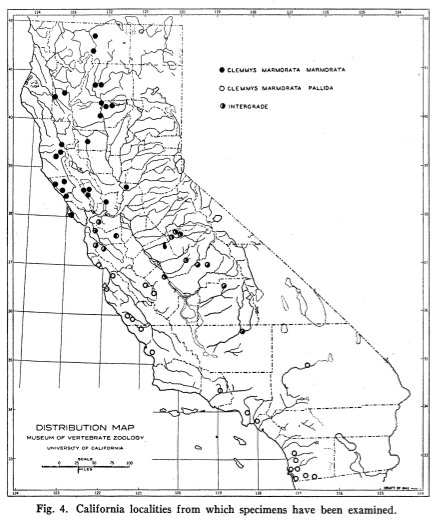 124 123 122 121 120 119 118 117 116 115 114
42
41
40
39
38
37
36
35
34
33
● CLEMMYS MARMORATA MARMORATA
○ CLEMMYS MARMORATA PALLIDA
◑ INTERGRADE
DISTRIBUTION MAP
MUSEUM OF VERTEBRATE ZOOLOGY
UNIVERSITY OF CALIFORNIA
SCALE
0 50 100
MILES
Fig. 4. California localities from which specimens have been examined.